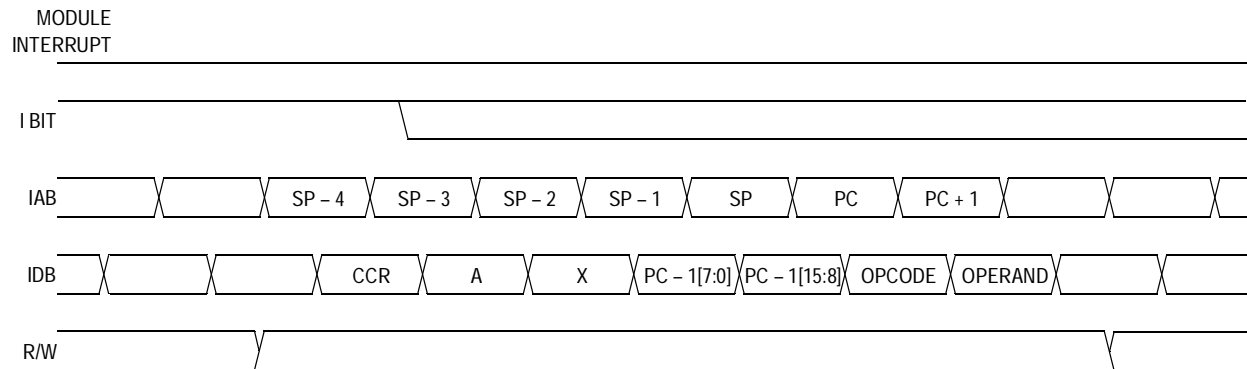 MODULE
INTERRUPT
I BIT
IAB SP – 4 SP – 3 SP – 2 SP – 1 SP PC PC + 1
IDB CCR A X PC – 1[7:0] PC – 1[15:8] OPCODE OPERAND
R/W